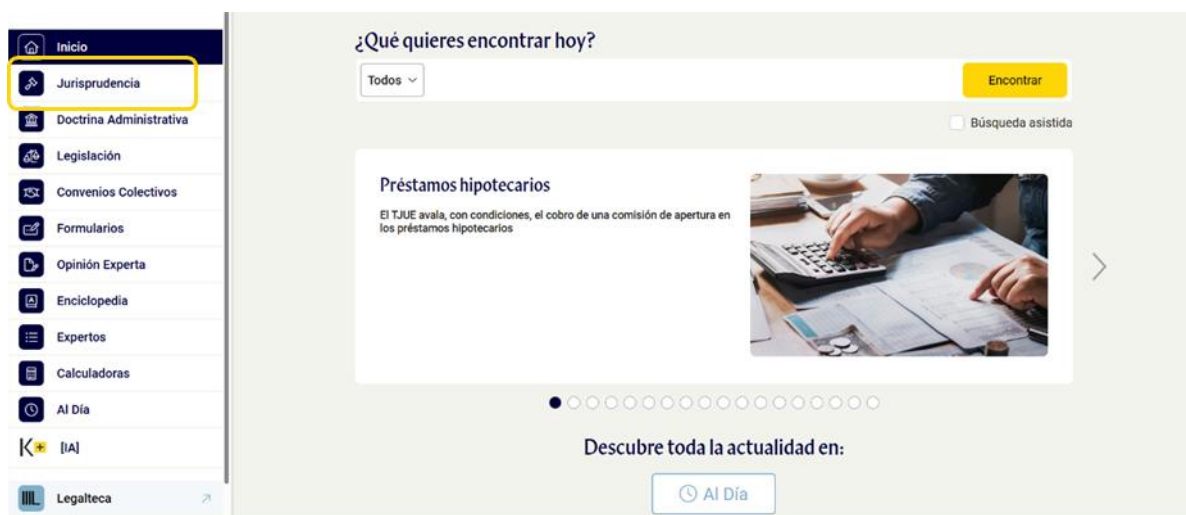 Inicio
Jurisprudencia
Doctrina Administrativa
Legislación
Convenios Colectivos
Formularios
Opinión Experta
Enciclopedia
Expertos
Calculadoras
Al Día
K+ [IA]
Legalteca
¿Qué quieres encontrar hoy?
Todos
Encontrar
Búsqueda asistida
Préstamos hipotecarios
El TJUE avala, con condiciones, el cobro de una comisión de apertura en
los préstamos hipotecarios
Descubre toda la actualidad en:
Al Día